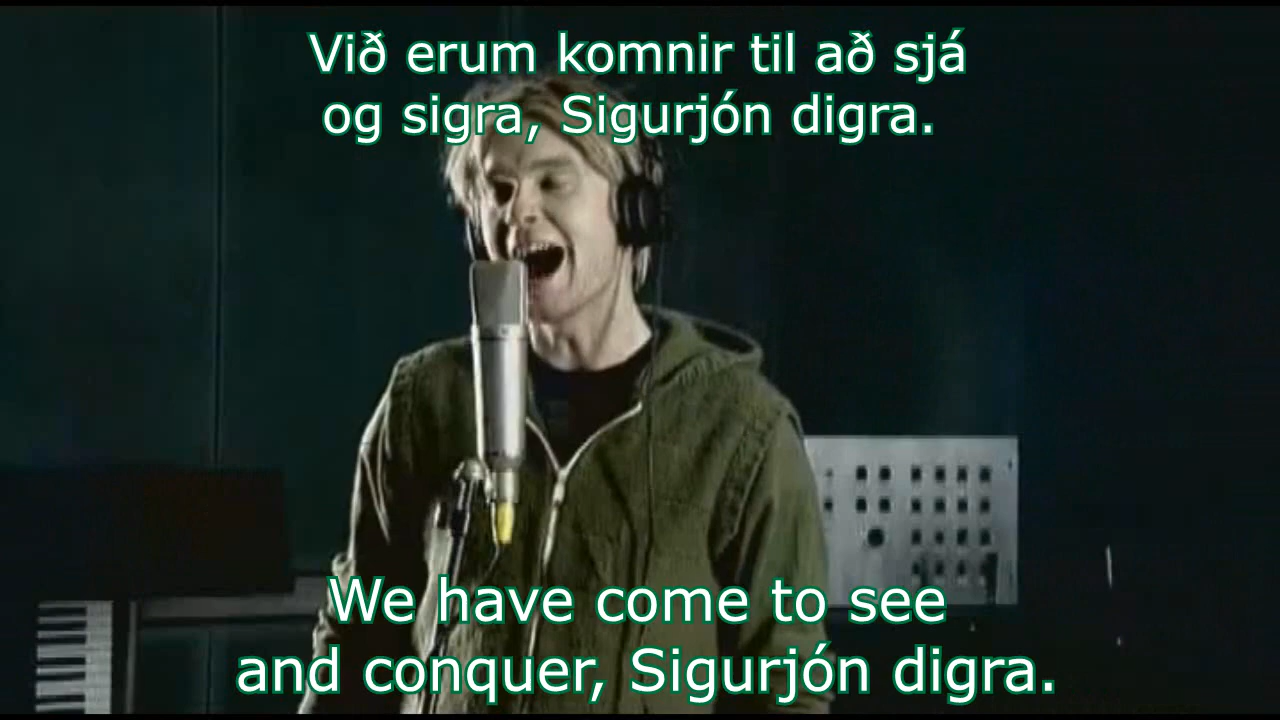 Við erum komnir til að sjá
og sigra, Sigurjón digra.
We have come to see
and conquer, Sigurjón digra.